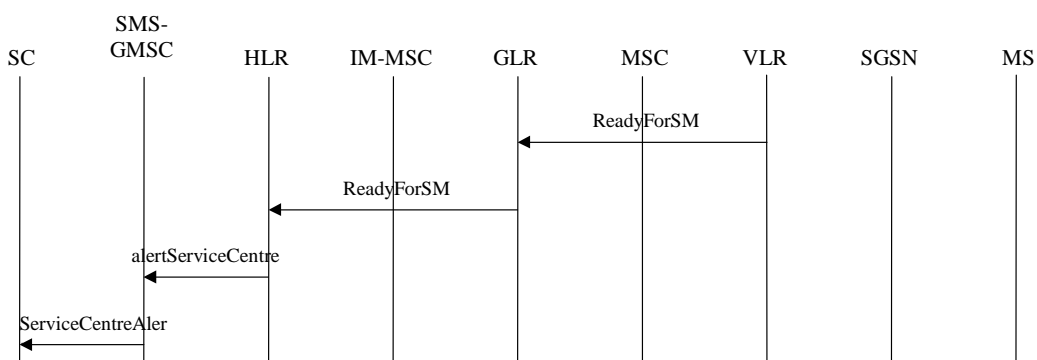 SMS-
GMSC
SC HLR IM-MSC GLR MSC VLR SGSN MS
ReadyForSM
ReadyForSM
alertServiceCentre
ServiceCentreAler